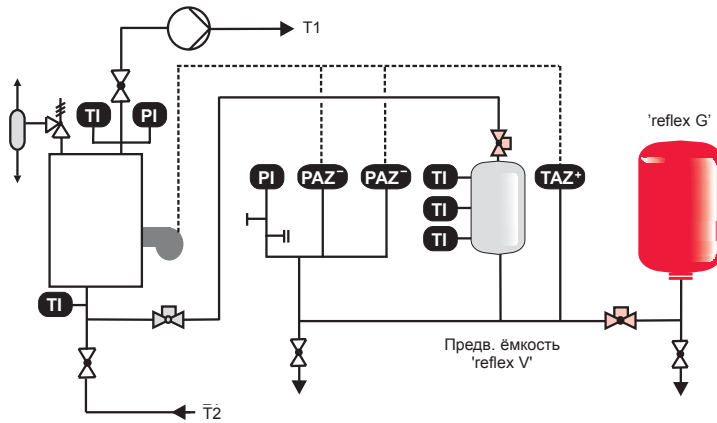 T1
TI
PI
'reflex G'
PI
PAZ⁻
PAZ⁻
TI
TAZ⁺
TI
TI
TI
Предв. ёмкость
'reflex V'
T2